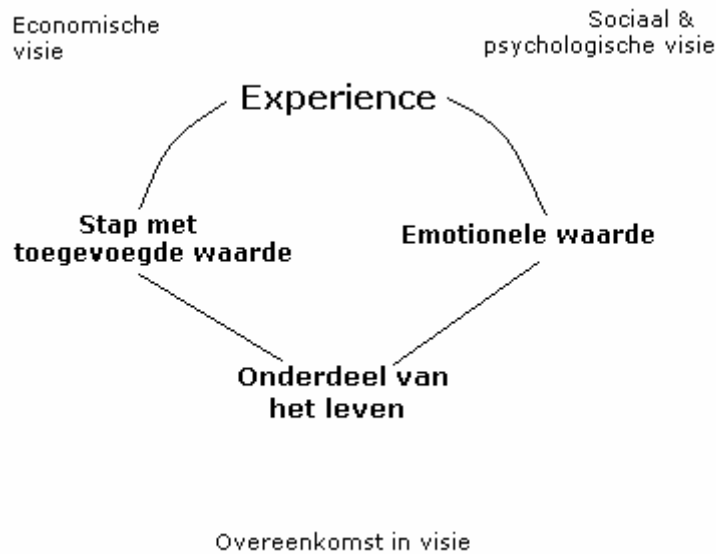 Economische
visie
Sociaal &
psychologische visie
Experience
Stap met
toegevoegde waarde
Emotionele waarde
Onderdeel van
het leven
Overeenkomst in visie